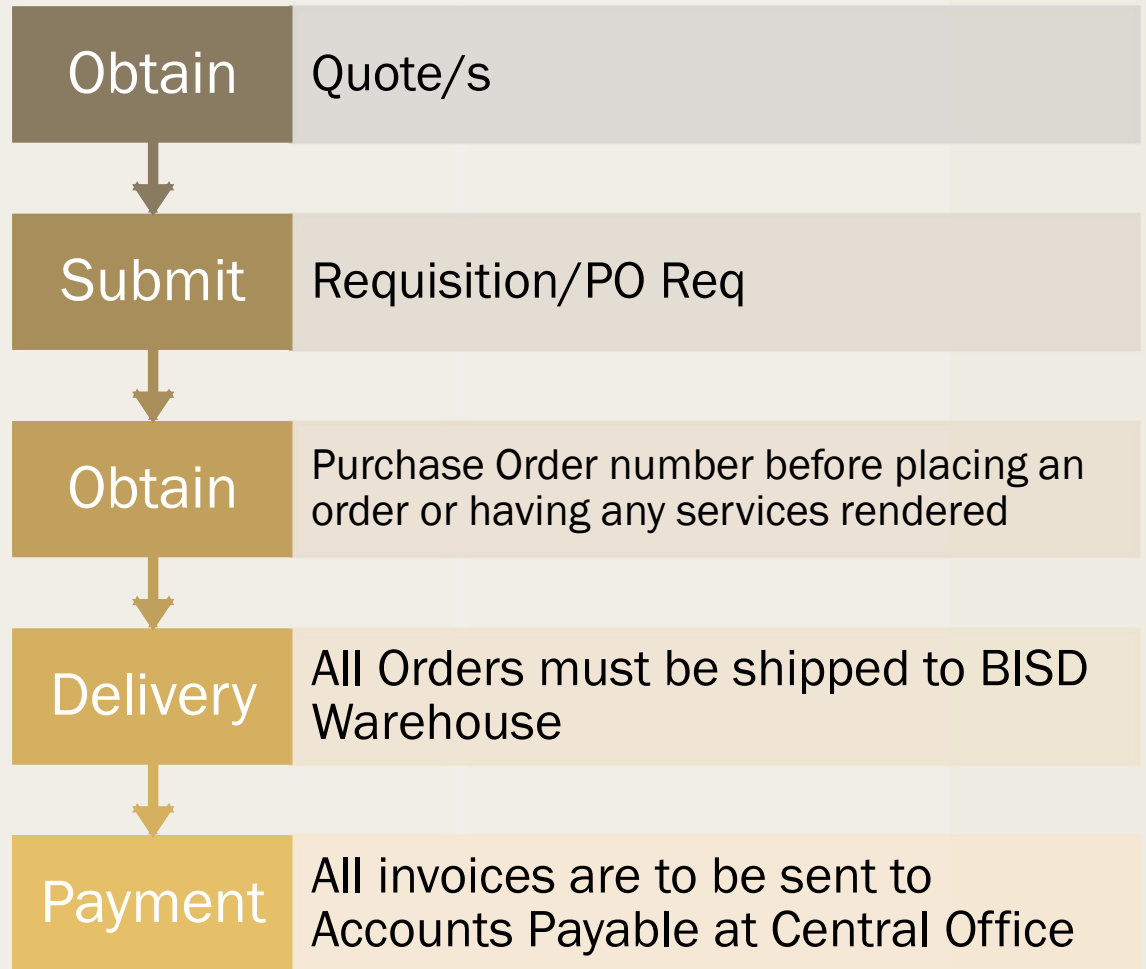 Obtain
Quote/s
Submit
Requisition/PO Req
Obtain
Purchase Order number before placing an
order or having any services rendered
Delivery
All Orders must be shipped to BISD
Warehouse
Payment
All invoices are to be sent to
Accounts Payable at Central Office